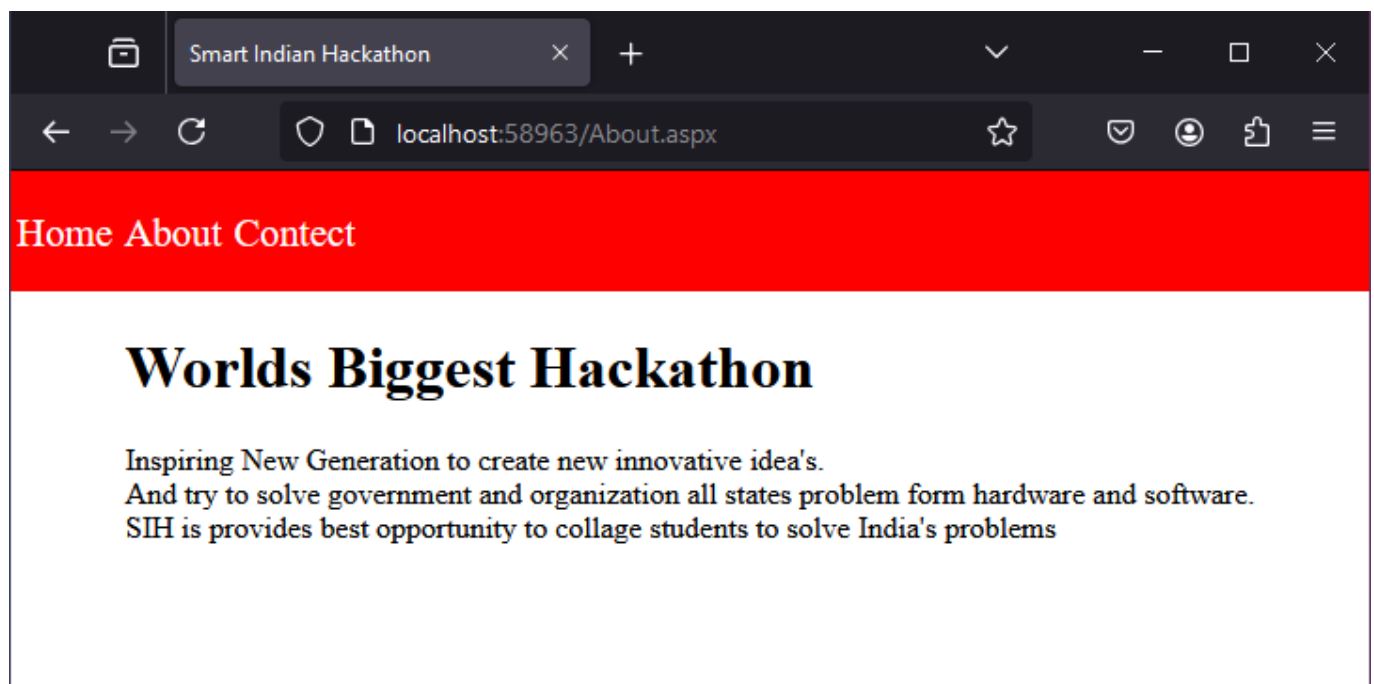 Smart Indian Hackathon
localhost:58963/About.aspx
Home About Contect
Worlds Biggest Hackathon
Inspiring New Generation to create new innovative idea's.
And try to solve government and organization all states problem form hardware and software.
SIH is provides best opportunity to collage students to solve India's problems